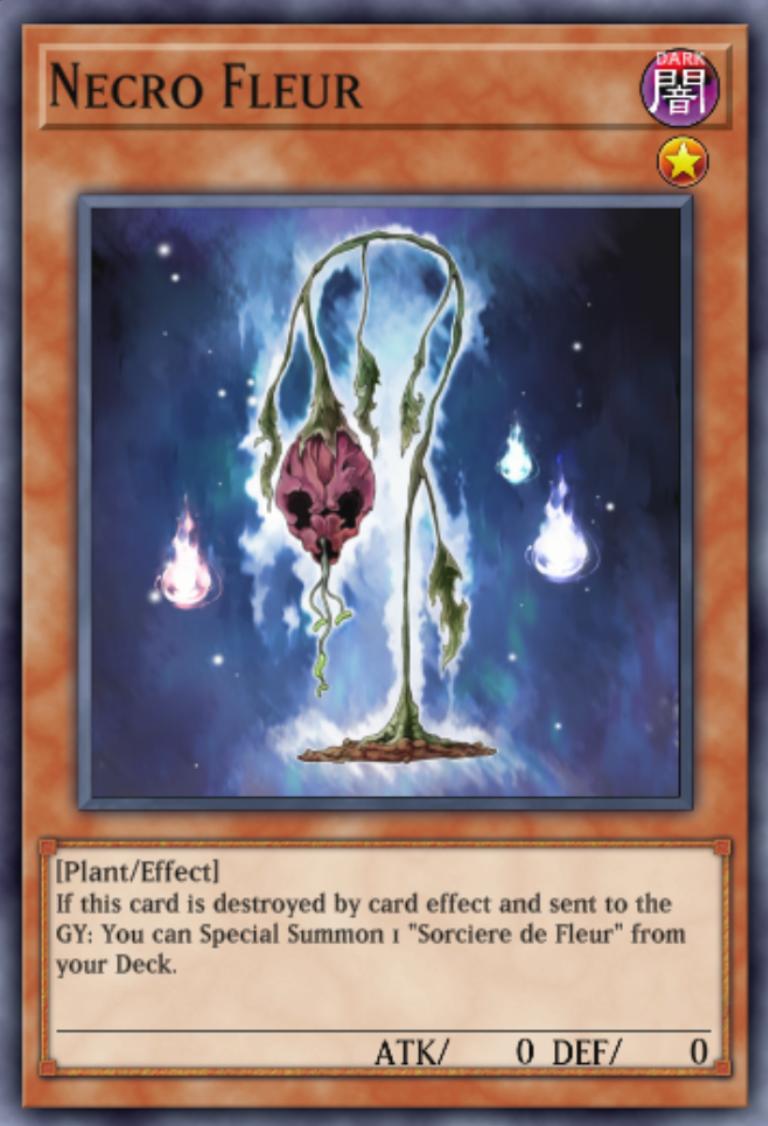 Necro Fleur
DARK
闇
[Plant/Effect]
If this card is destroyed by card effect and sent to the
GY: You can Special Summon 1 "Sorciere de Fleur" from
your Deck.
ATK/ 0 DEF/ 0